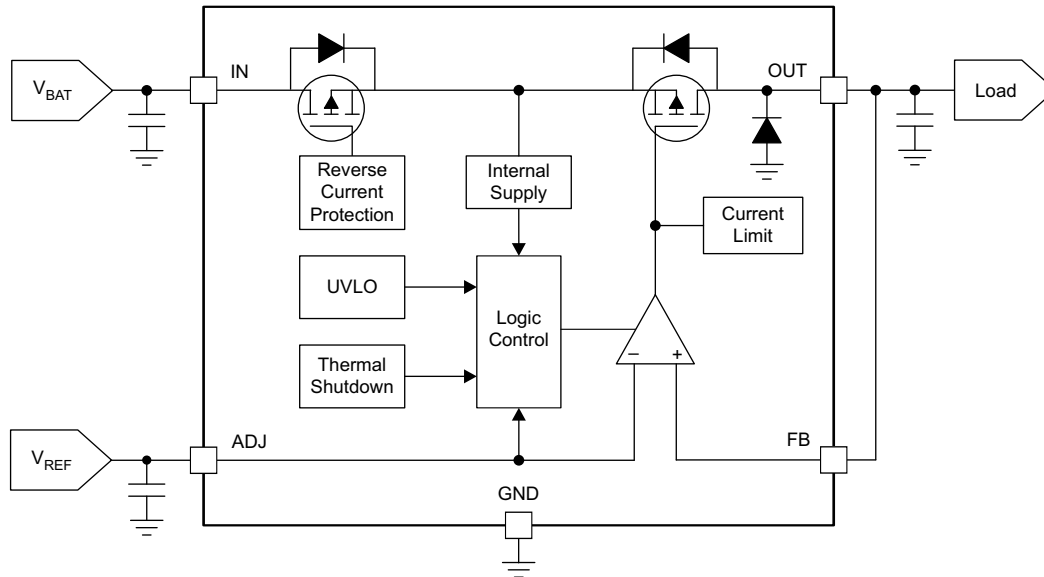 V_BAT
IN
OUT
Load
Reverse
Current
Protection
Internal
Supply
Current
Limit
UVLO
Logic
Control
Thermal
Shutdown
–
+
V_REF
ADJ
FB
GND